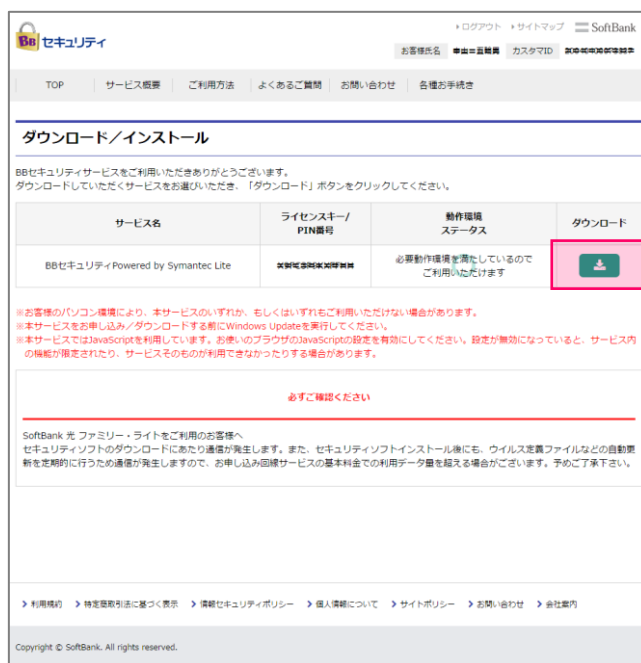 ログアウト サイトマップ SoftBank
BB セキュリティ
お客様氏名 カスタマID
TOP サービス概要 ご利用方法 よくあるご質問 お問い合わせ 各種お手続き
ダウンロード／インストール
BBセキュリティサービスをご利用いただきありがとうございます。
ダウンロードしていただくサービスをお選びいただき、「ダウンロード」ボタンをクリックしてください。
サービス名 ライセンスキー/PIN番号 動作環境ステータス ダウンロード
BBセキュリティPowered by Symantec Lite 必要動作環境を満たしているので
ご利用いただけます
※お客様のパソコン環境により、本サービスのいずれか、もしくはいずれもご利用いただけない場合があります。
※本サービスをお申し込み／ダウンロードする前にWindows Updateを実行してください。
※本サービスではJavaScriptを利用しています。お使いのブラウザのJavaScriptの設定を有効にしてください。設定が無効になっていると、サービス内
の機能が限定されたり、サービスそのものが利用できなかったりする場合があります。
必ずご確認ください
SoftBank 光 ファミリー・ライトをご利用のお客様へ
セキュリティソフトのダウンロードにあたり通信が発生します。また、セキュリティソフトインストール後にも、ウイルス定義ファイルなどの自動更
新を定期的に行うため通信が発生しますので、お申し込み回線サービスの基本料金での利用データ量を超える場合がございます。予めご了承下さい。
利用規約 特定商取引法に基づく表示 情報セキュリティポリシー 個人情報について サイトポリシー お問い合わせ 会社案内
Copyright © SoftBank. All rights reserved.